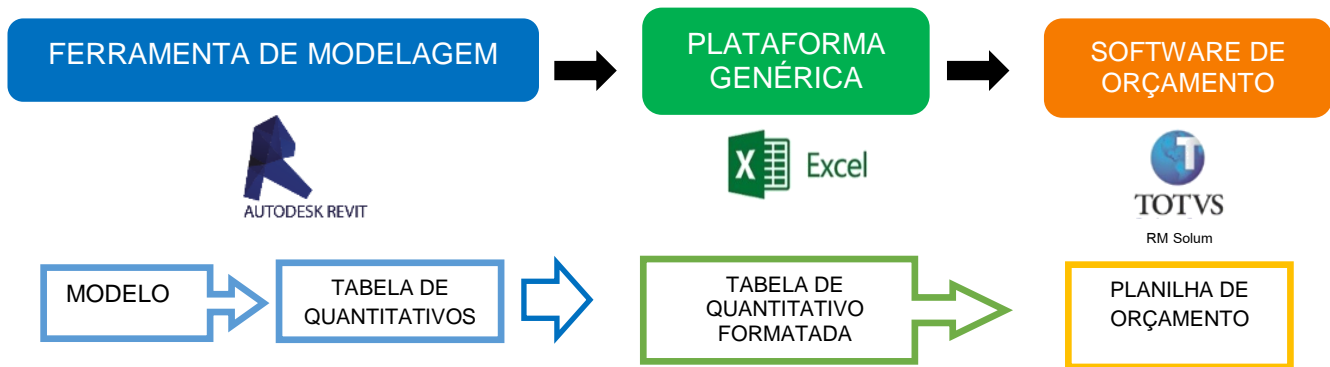 FERRAMENTA DE MODELAGEM
PLATAFORMA
GENÉRICA
SOFTWARE DE
ORÇAMENTO
AUTODESK REVIT
X
Excel
T
TOTVS
RM Solum
MODELO
TABELA DE
QUANTITATIVOS
TABELA DE
QUANTITATIVO
FORMATADA
PLANILHA DE
ORÇAMENTO